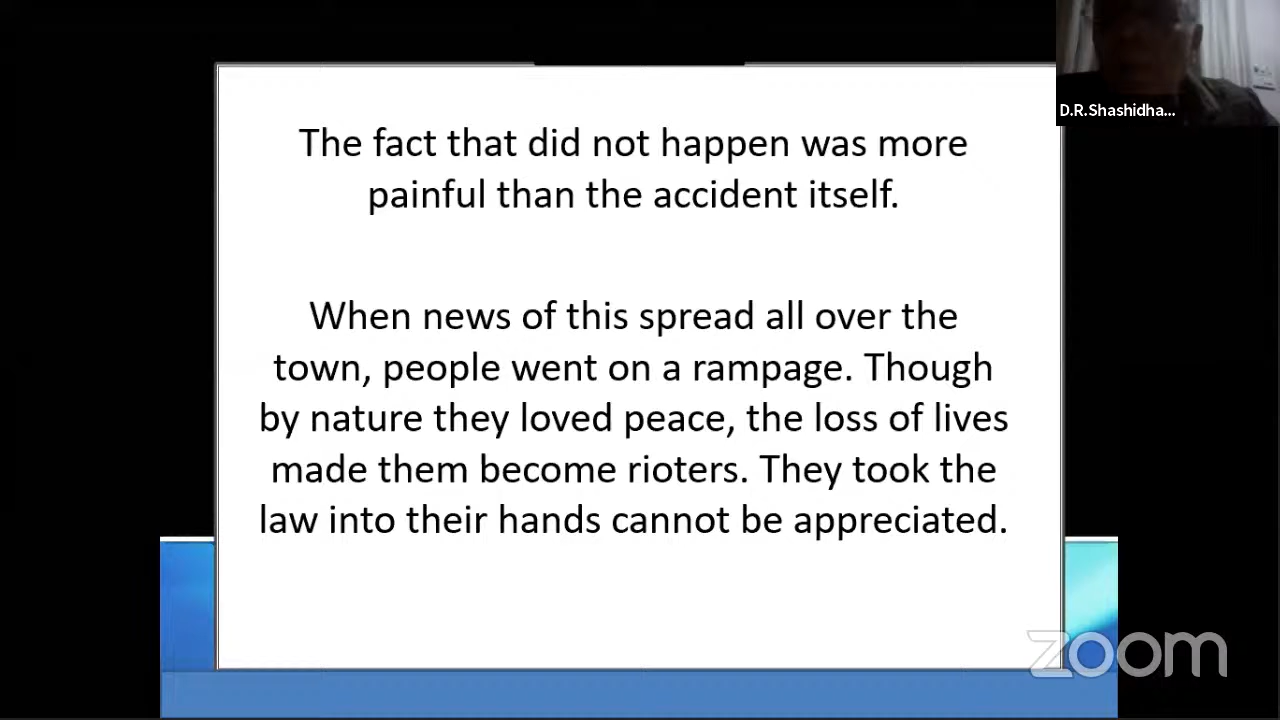 D.R.Shashidha...
The fact that did not happen was more
painful than the accident itself.
When news of this spread all over the
town, people went on a rampage. Though
by nature they loved peace, the loss of lives
made them become rioters. They took the
law into their hands cannot be appreciated.
zoom